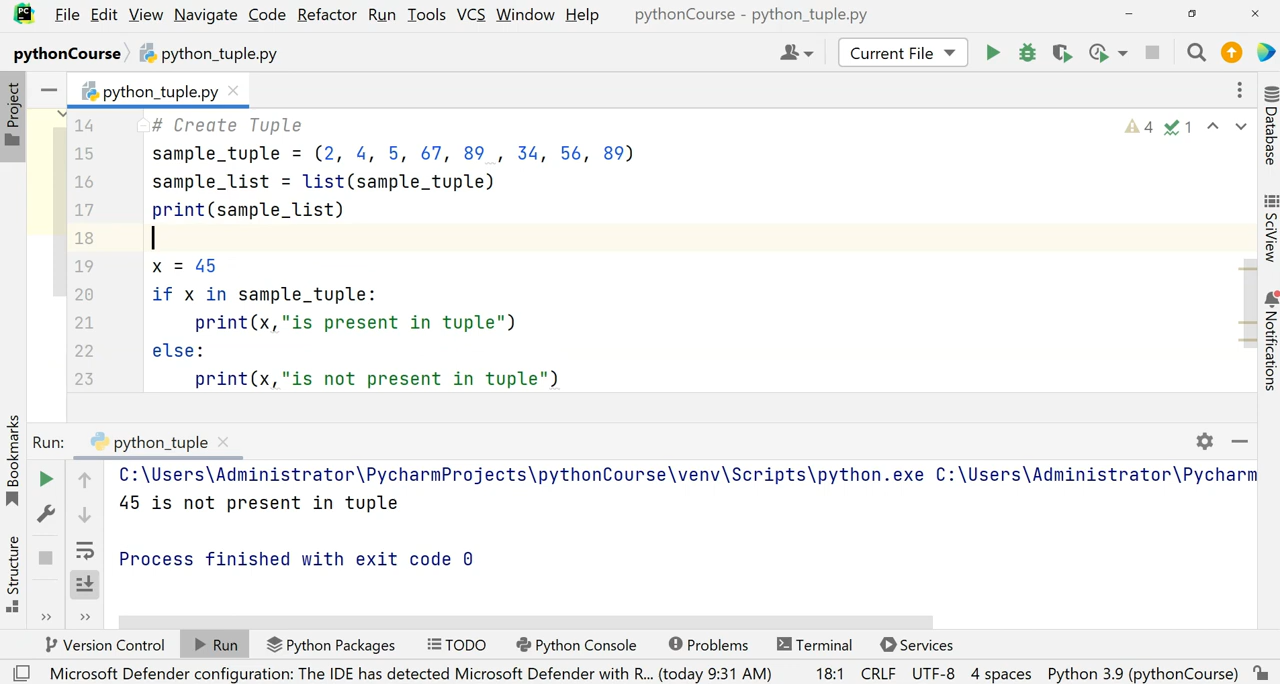 PC File Edit View Navigate Code Refactor Run Tools VCS Window Help pythonCourse - python_tuple.py
pythonCourse python_tuple.py Current File
Project
python_tuple.py
14 # Create Tuple 4 1
15 sample_tuple = (2, 4, 5, 67, 89 , 34, 56, 89)
16 sample_list = list(sample_tuple)
17 print(sample_list)
18
19 x = 45
20 if x in sample_tuple:
21 print(x,"is present in tuple")
22 else:
23 print(x,"is not present in tuple")
Database
SciView
Notifications
Run: python_tuple
C:\Users\Administrator\PycharmProjects\pythonCourse\venv\Scripts\python.exe C:\Users\Administrator\Pycharm
45 is not present in tuple
Process finished with exit code 0
Bookmarks
Structure
Version Control Run Python Packages TODO Python Console Problems Terminal Services
Microsoft Defender configuration: The IDE has detected Microsoft Defender with R... (today 9:31 AM) 18:1 CRLF UTF-8 4 spaces Python 3.9 (pythonCourse)